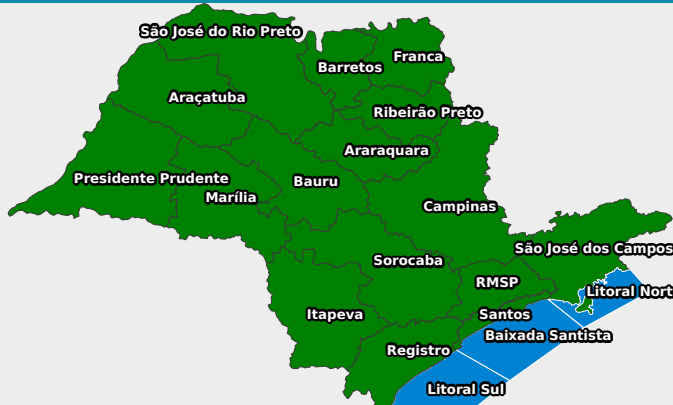 São José do Rio Preto
Franca
Barretos
Araçatuba
Ribeirão Preto
Araraquara
Presidente Prudente
Bauru
Marília
Campinas
São José dos Campos
Sorocaba
RMSP
Litoral Nort
Itapeva
Santos
Baixada Santista
Registro
Litoral Sul